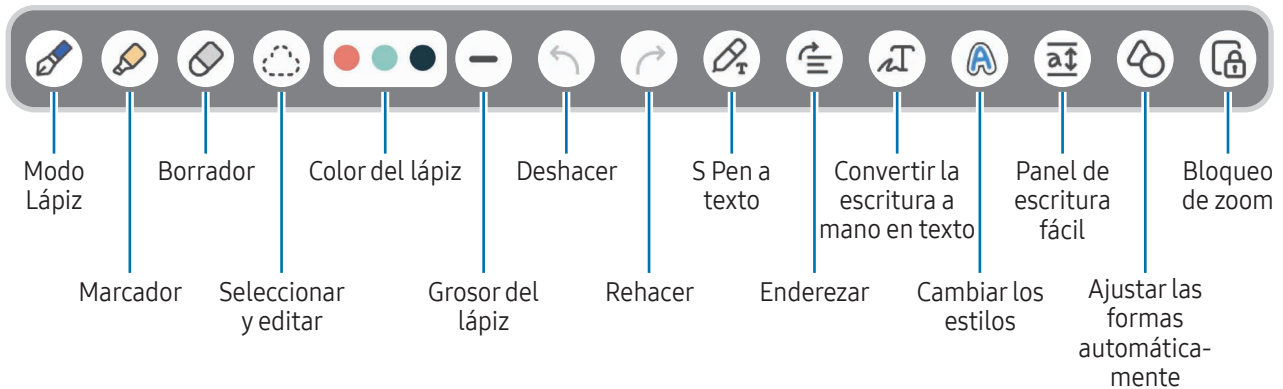 Modo
Lápiz
Borrador
Color del lápiz
Deshacer
S Pen a
texto
Convertir la
escritura a
mano en texto
Panel de
escritura
fácil
Bloqueo
de zoom
Marcador
Seleccionar
y editar
Grosor del
lápiz
Rehacer
Enderezar
Cambiar los
estilos
Ajustar las
formas
automática-
mente